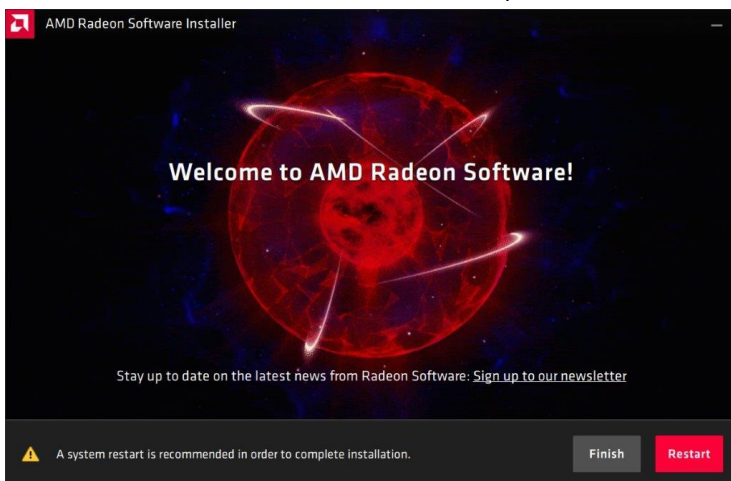 AMD Radeon Software Installer
Welcome to AMD Radeon Software!
Stay up to date on the latest news from Radeon Software: Sign up to our newsletter
A system restart is recommended in order to complete installation.
Finish
Restart